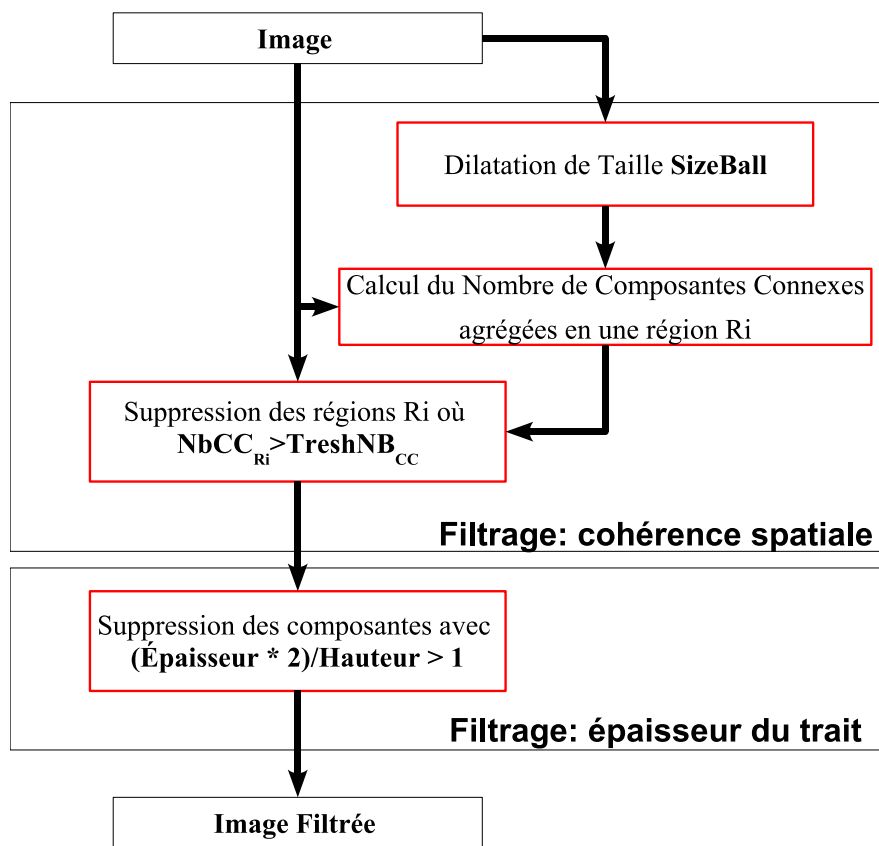 Image
Dilatation de Taille SizeBall
Calcul du Nombre de Composantes Connexes
agrégées en une région Ri
Suppression des régions Ri où
NbCC_Ri>TreshNB_CC
Filtrage: cohérence spatiale
Suppression des composantes avec
(Épaisseur * 2)/Hauteur > 1
Filtrage: épaisseur du trait
Image Filtrée